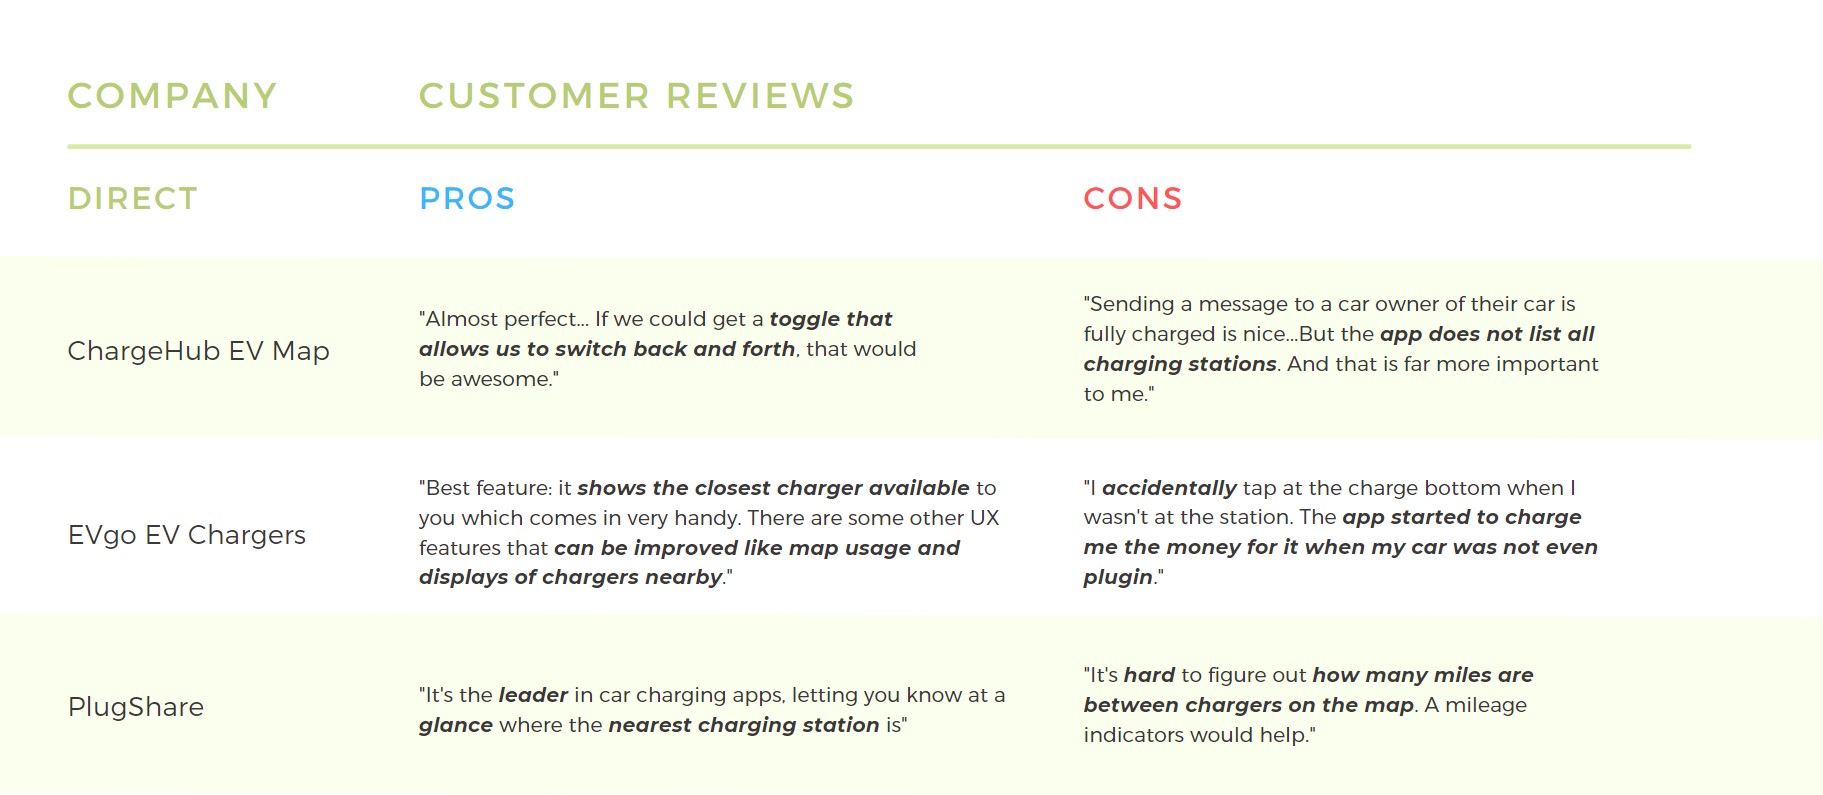 COMPANY
CUSTOMER REVIEWS
DIRECT
PROS
CONS
ChargeHub EV Map
"Almost perfect... If we could get a toggle that
allows us to switch back and forth, that would
be awesome."
"Sending a message to a car owner of their car is
fully charged is nice...But the app does not list all
charging stations. And that is far more important
to me."
EVgo EV Chargers
"Best feature: it shows the closest charger available to
you which comes in very handy. There are some other UX
features that can be improved like map usage and
displays of chargers nearby."
"I accidentally tap at the charge bottom when I
wasn't at the station. The app started to charge
me the money for it when my car was not even
plugin."
PlugShare
"It's the leader in car charging apps, letting you know at a
glance where the nearest charging station is"
"It's hard to figure out how many miles are
between chargers on the map. A mileage
indicators would help."